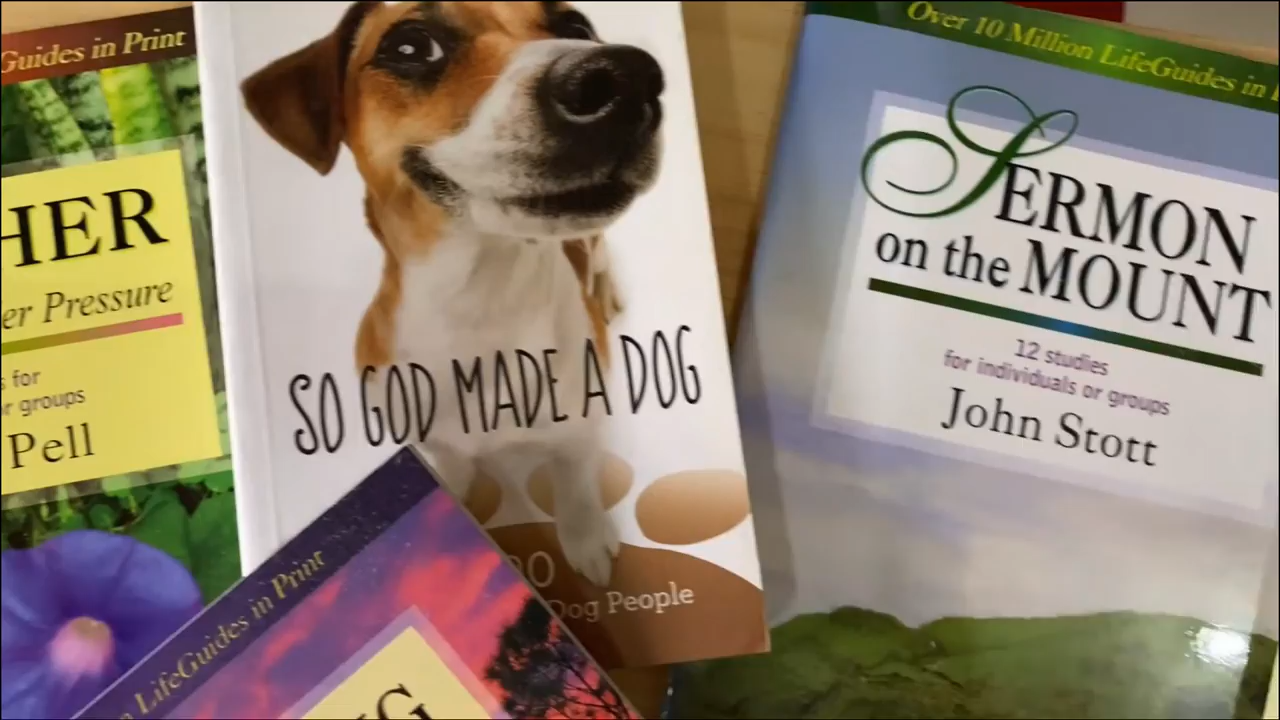 Guides in Print
HER
er Pressure
s for
r groups
Pell
SO GOD MADE A DOG
30
Dog People
Over 10 Million LifeGuides in
SERMON
on the MOUNT
12 studies
for individuals or groups
John Stott
LifeGuides in Print
G